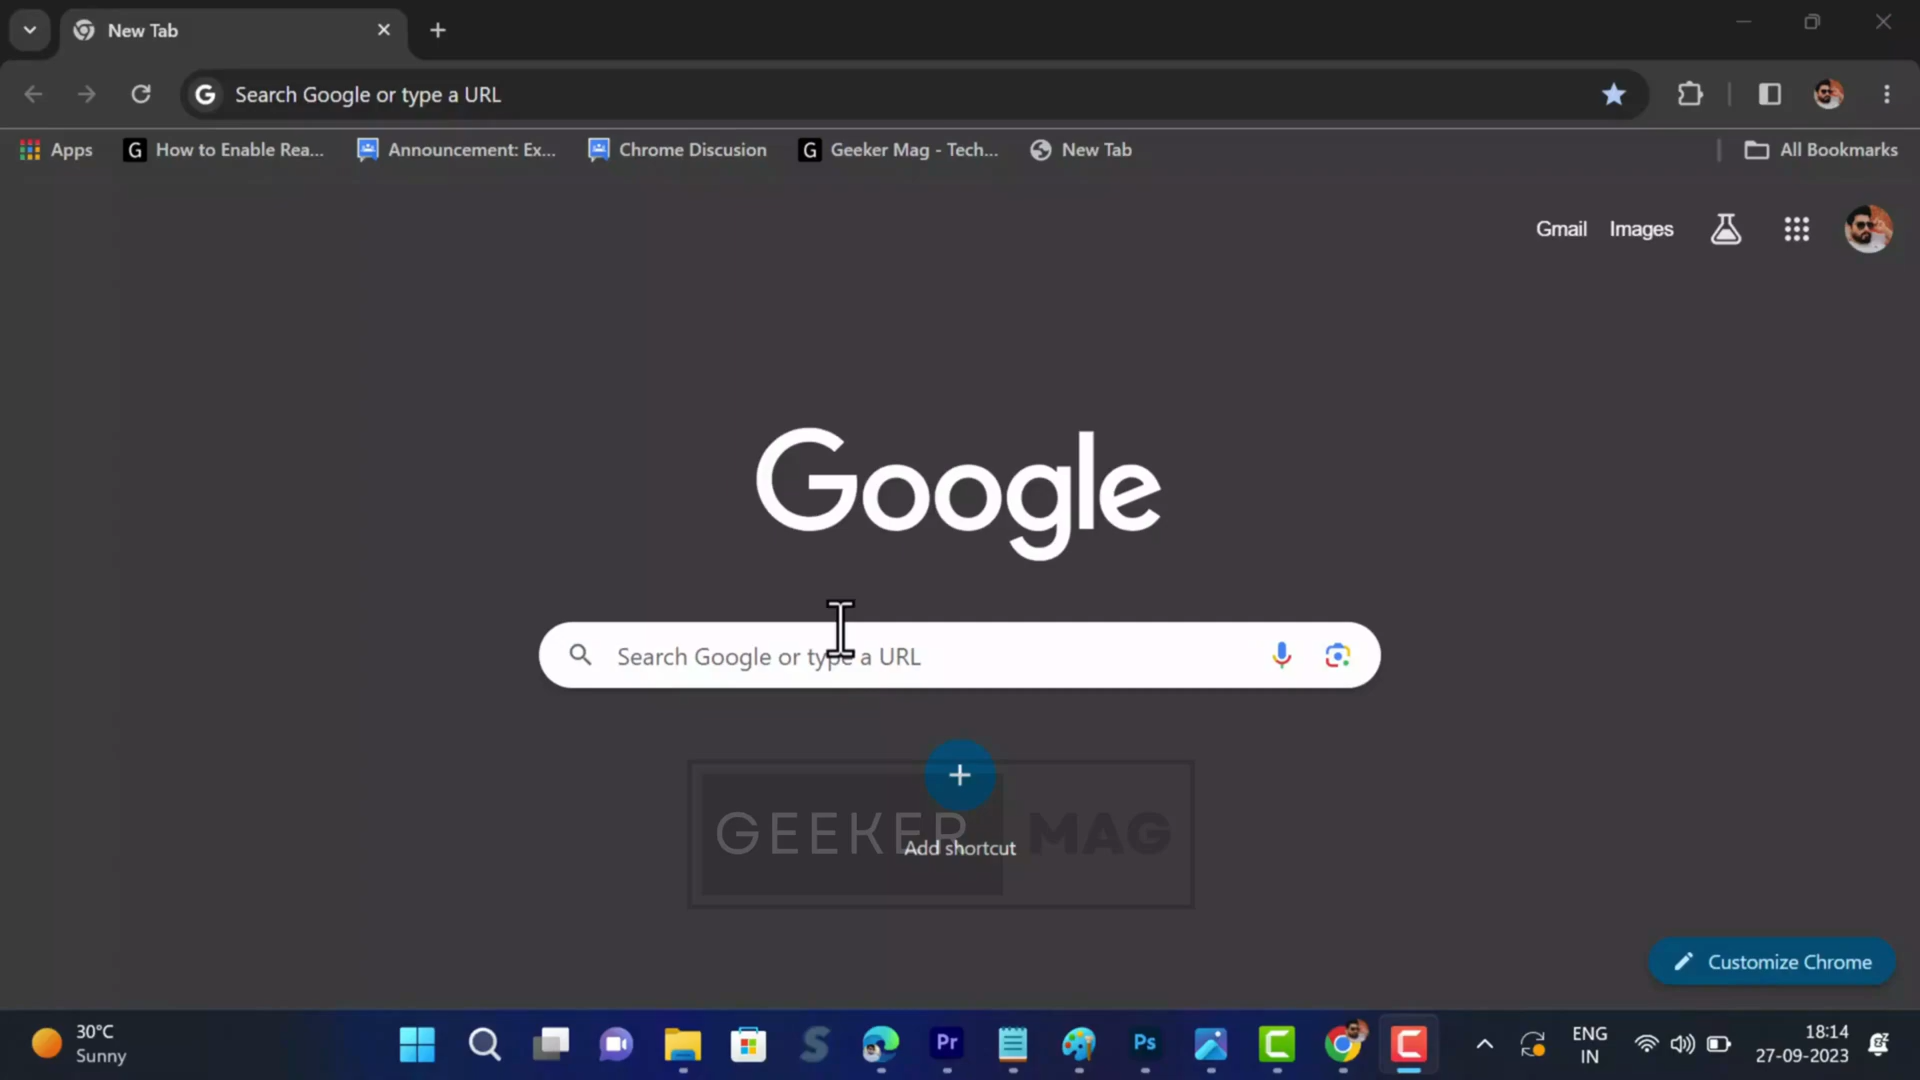 New Tab
Search Google or type a URL
Apps
How to Enable Rea...
Announcement: Ex...
Chrome Discusion
Geeker Mag - Tech...
New Tab
All Bookmarks
Gmail
Images
Google
Search Google or type a URL
GEEKER MAG
Add shortcut
Customize Chrome
30°C
Sunny
Pr
Ps
ENG
IN
18:14
27-09-2023